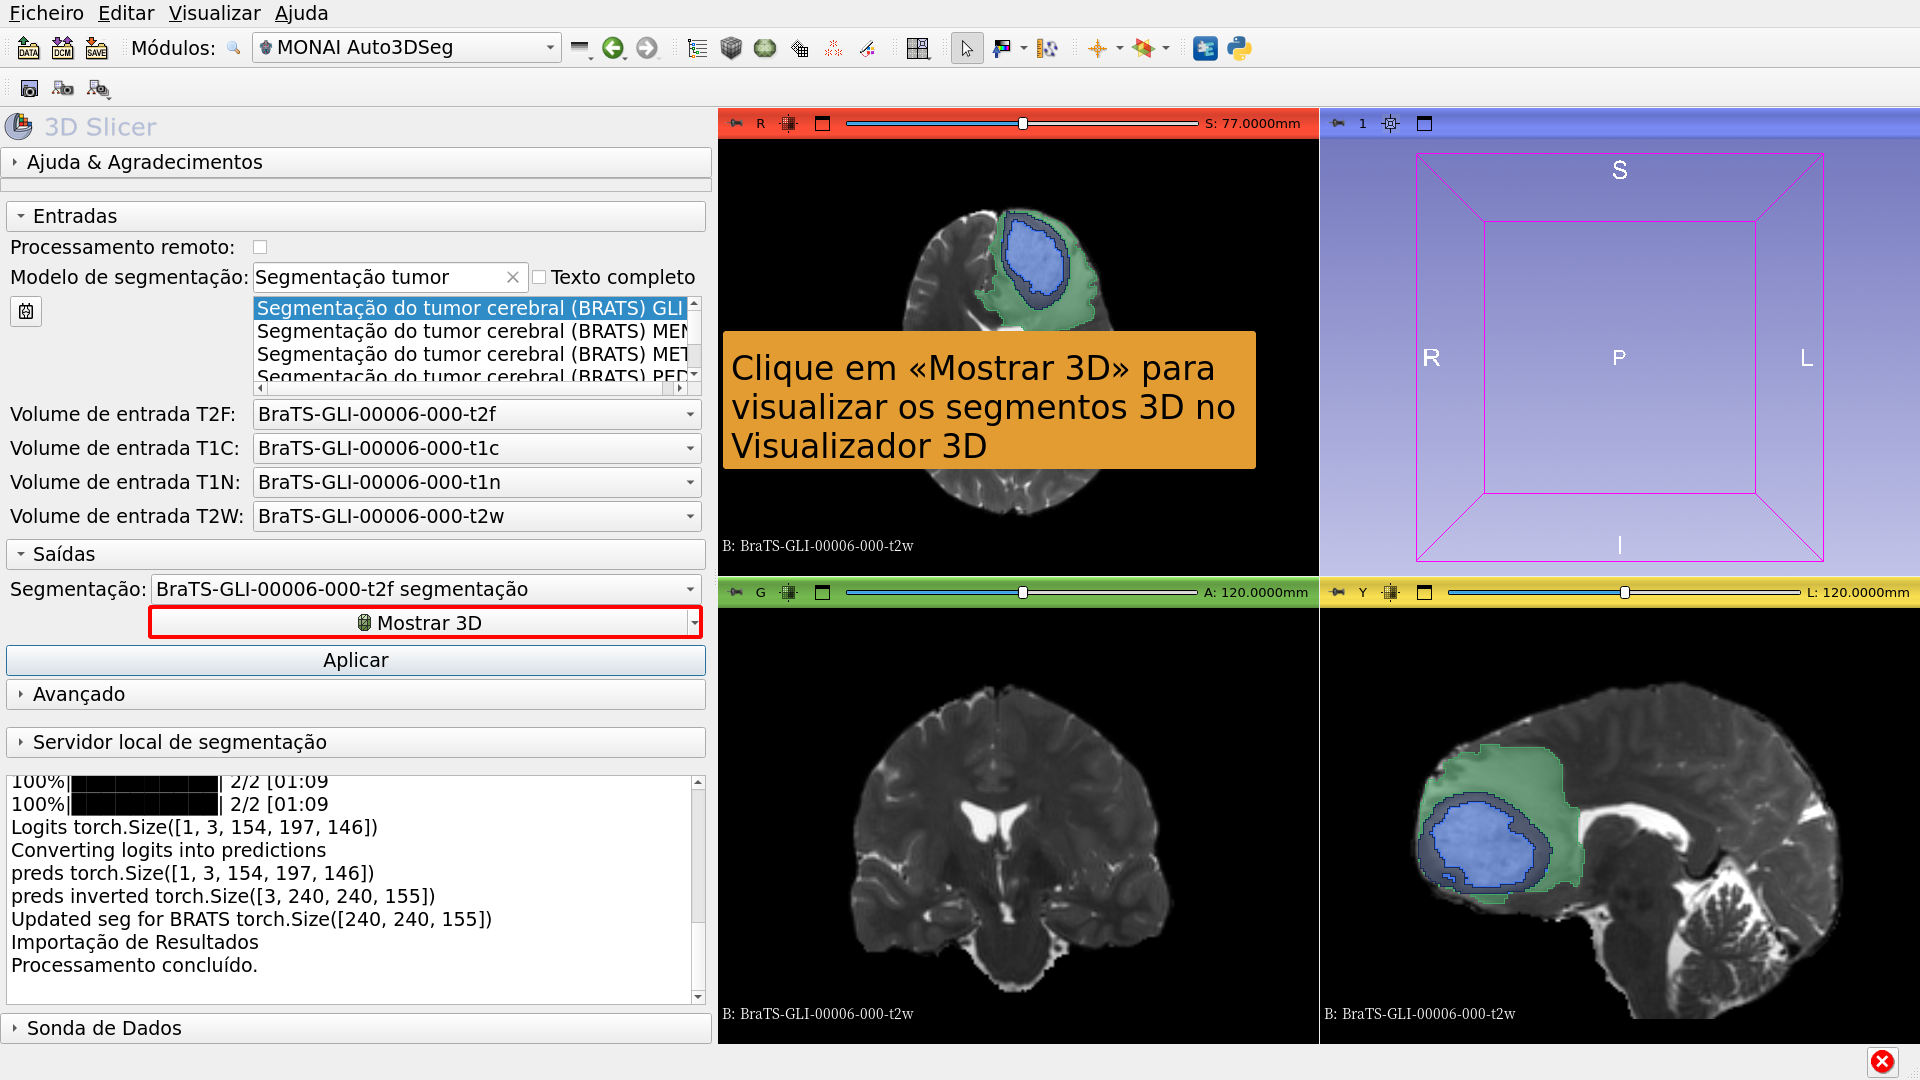 Ficheiro Editar Visualizar Ajuda
DATA DCM SAVE Módulos: MONAI Auto3DSeg
3D Slicer
Ajuda & Agradecimentos
Entradas
Processamento remoto:
Modelo de segmentação: Segmentação tumor Texto completo
Segmentação do tumor cerebral (BRATS) GLI
Segmentação do tumor cerebral (BRATS) MEN
Segmentação do tumor cerebral (BRATS) MET
Segmentação do tumor cerebral (BRATS) PED
Volume de entrada T2F: BraTS-GLI-00006-000-t2f
Volume de entrada T1C: BraTS-GLI-00006-000-t1c
Volume de entrada T1N: BraTS-GLI-00006-000-t1n
Volume de entrada T2W: BraTS-GLI-00006-000-t2w
Saídas
Segmentação: BraTS-GLI-00006-000-t2f segmentação
Mostrar 3D
Aplicar
Avançado
Servidor local de segmentação
100%| | 2/2 [01:09
100%| | 2/2 [01:09
Logits torch.Size([1, 3, 154, 197, 146])
Converting logits into predictions
preds torch.Size([1, 3, 154, 197, 146])
preds inverted torch.Size([3, 240, 240, 155])
Updated seg for BRATS torch.Size([240, 240, 155])
Importação de Resultados
Processamento concluído.
Sonda de Dados
R S: 77.0000mm
Clique em «Mostrar 3D» para
visualizar os segmentos 3D no
Visualizador 3D
B: BraTS-GLI-00006-000-t2w
1
S
R P L
I
G A: 120.0000mm
B: BraTS-GLI-00006-000-t2w
Y L: 120.0000mm
B: BraTS-GLI-00006-000-t2w